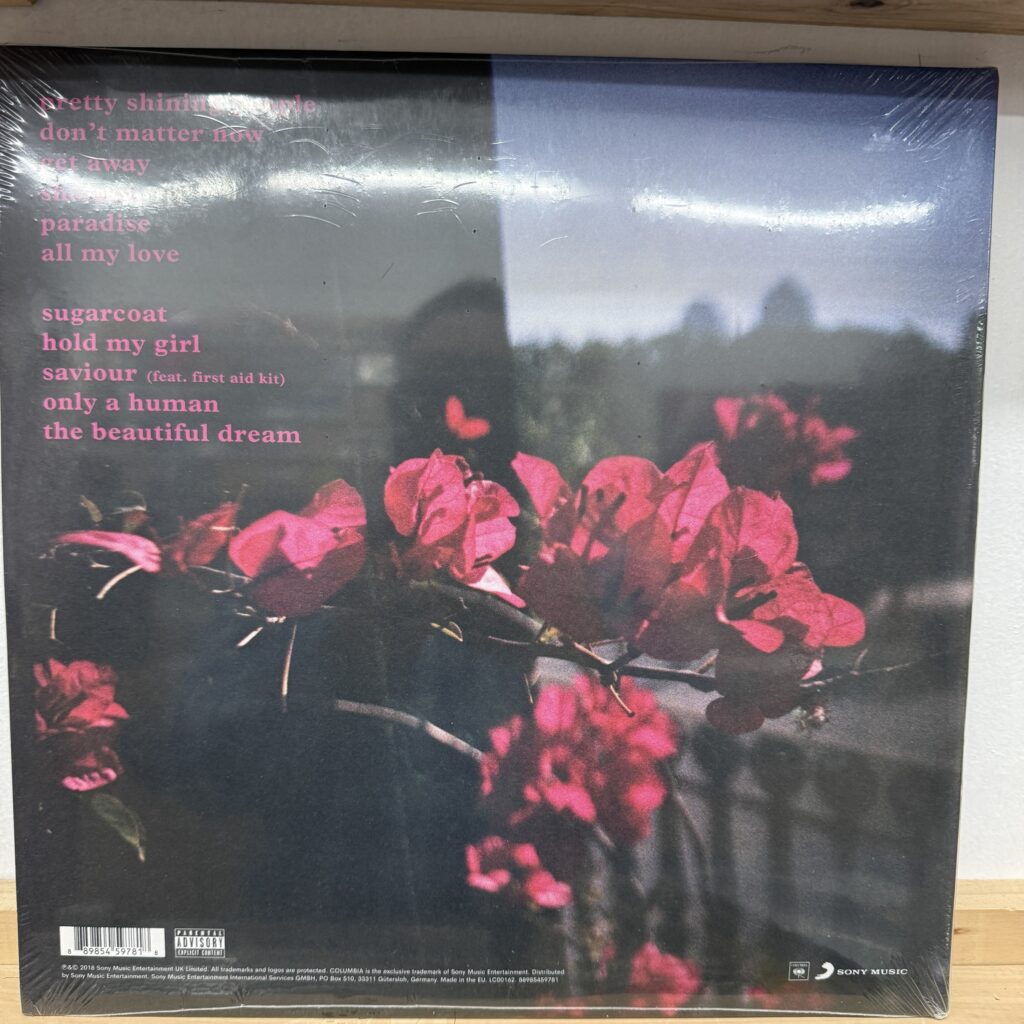 pretty shining people
don't matter now
get away
paradise
all my love
sugarcoat
hold my girl
saviour (feat. first aid kit)
only a human
the beautiful dream
8 89854 59781 8
PARENTAL
ADVISORY
EXPLICIT CONTENT
℗&© 2018 Sony Music Entertainment UK Limited. All trademarks and logos are protected. COLUMBIA is the exclusive trademark of Sony Music Entertainment. Distributed
by Sony Music Entertainment. Sony Music Entertainment International Services GMBH, PO Box 510, 33311 Gütersloh, Germany. Made in the EU. LC00162 88985459781
SONY MUSIC